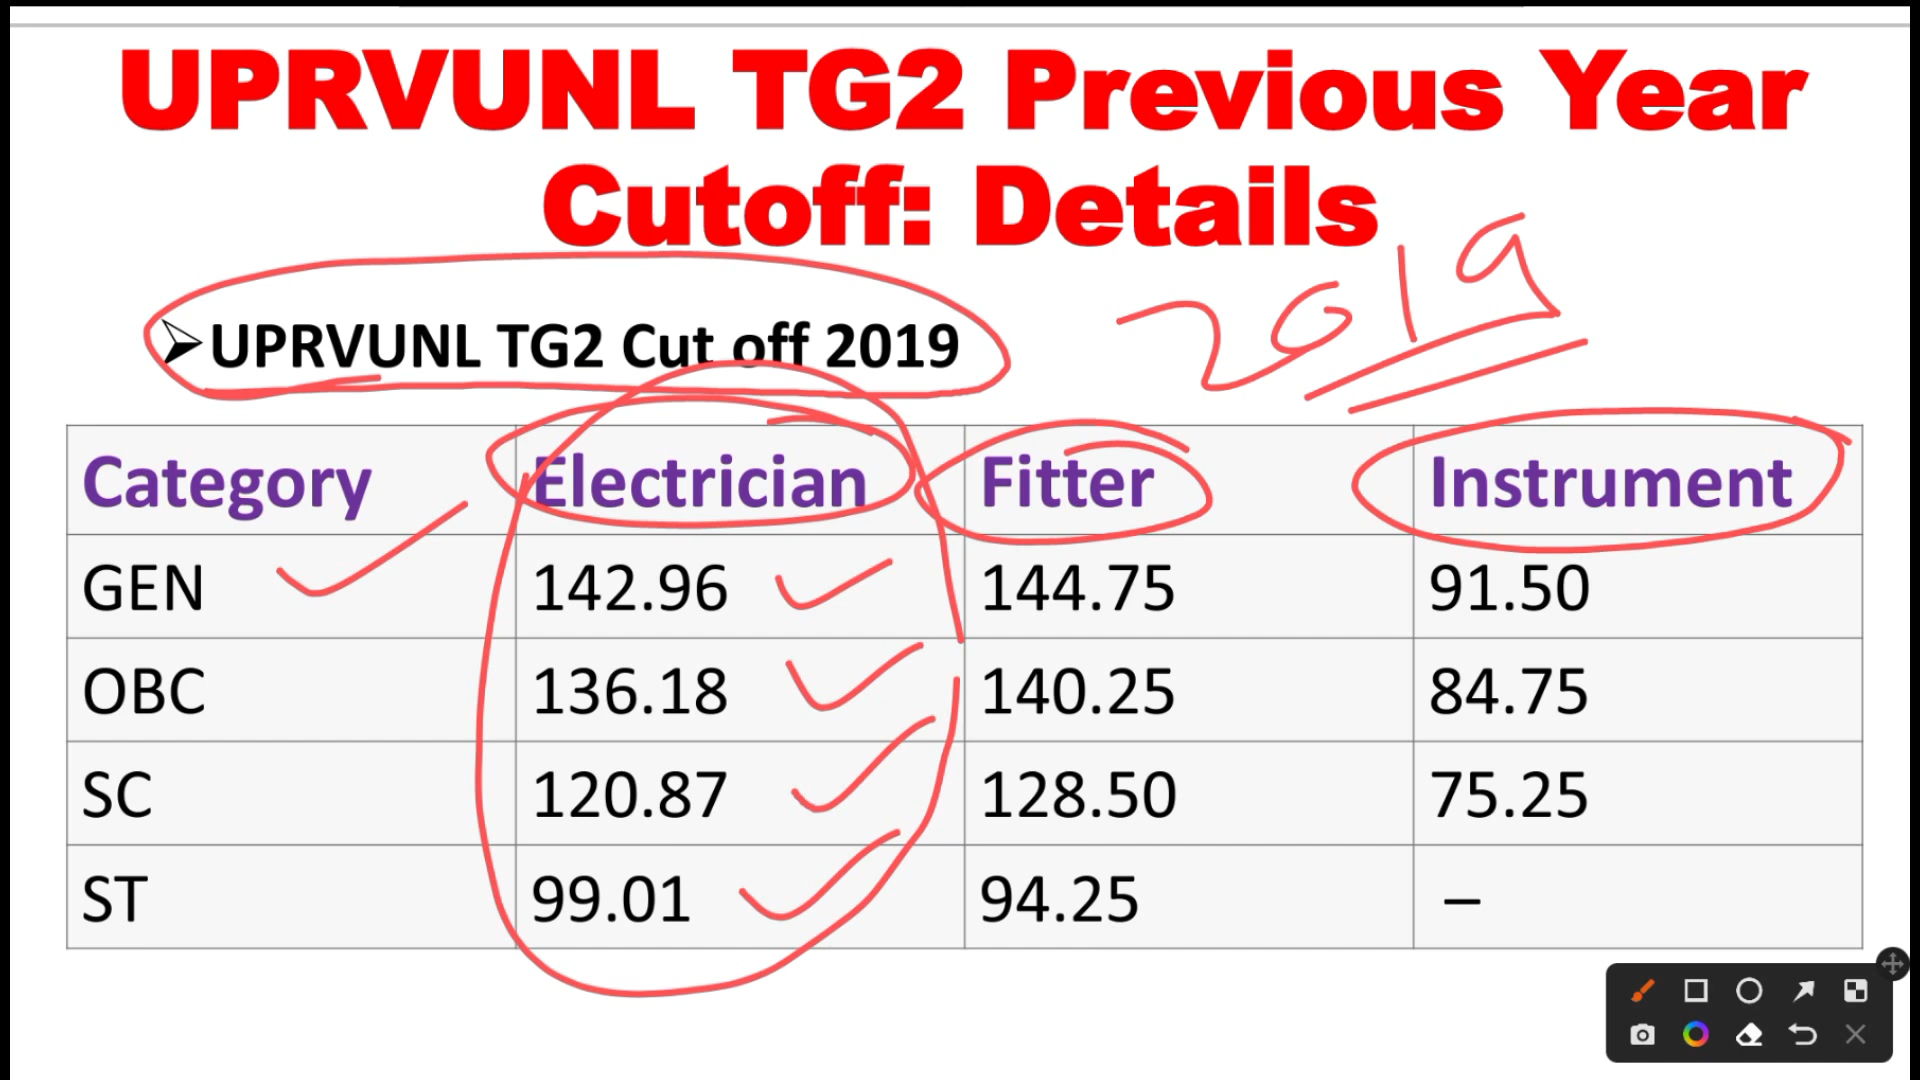 UPRVUNL TG2 Previous Year
Cutoff: Details
➢UPRVUNL TG2 Cut off 2019
2019
Category Electrician Fitter Instrument
GEN 142.96 144.75 91.50
OBC 136.18 140.25 84.75
SC 120.87 128.50 75.25
ST 99.01 94.25 –